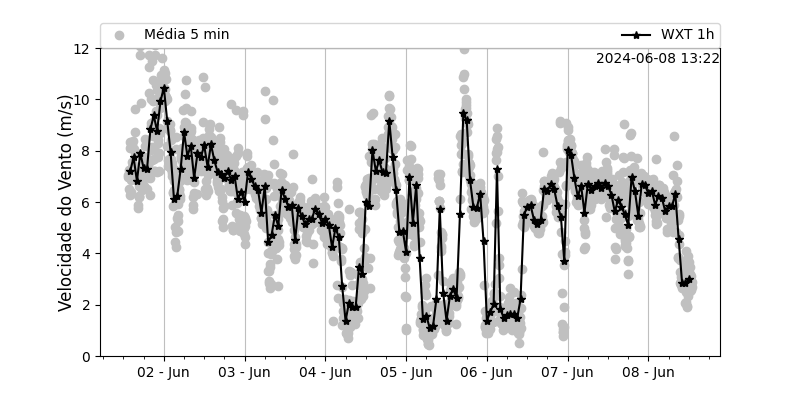 Média 5 min
WXT 1h
2024-06-08 13:22
Velocidade do Vento (m/s)
12
10
8
6
4
2
0
02 - Jun
03 - Jun
04 - Jun
05 - Jun
06 - Jun
07 - Jun
08 - Jun